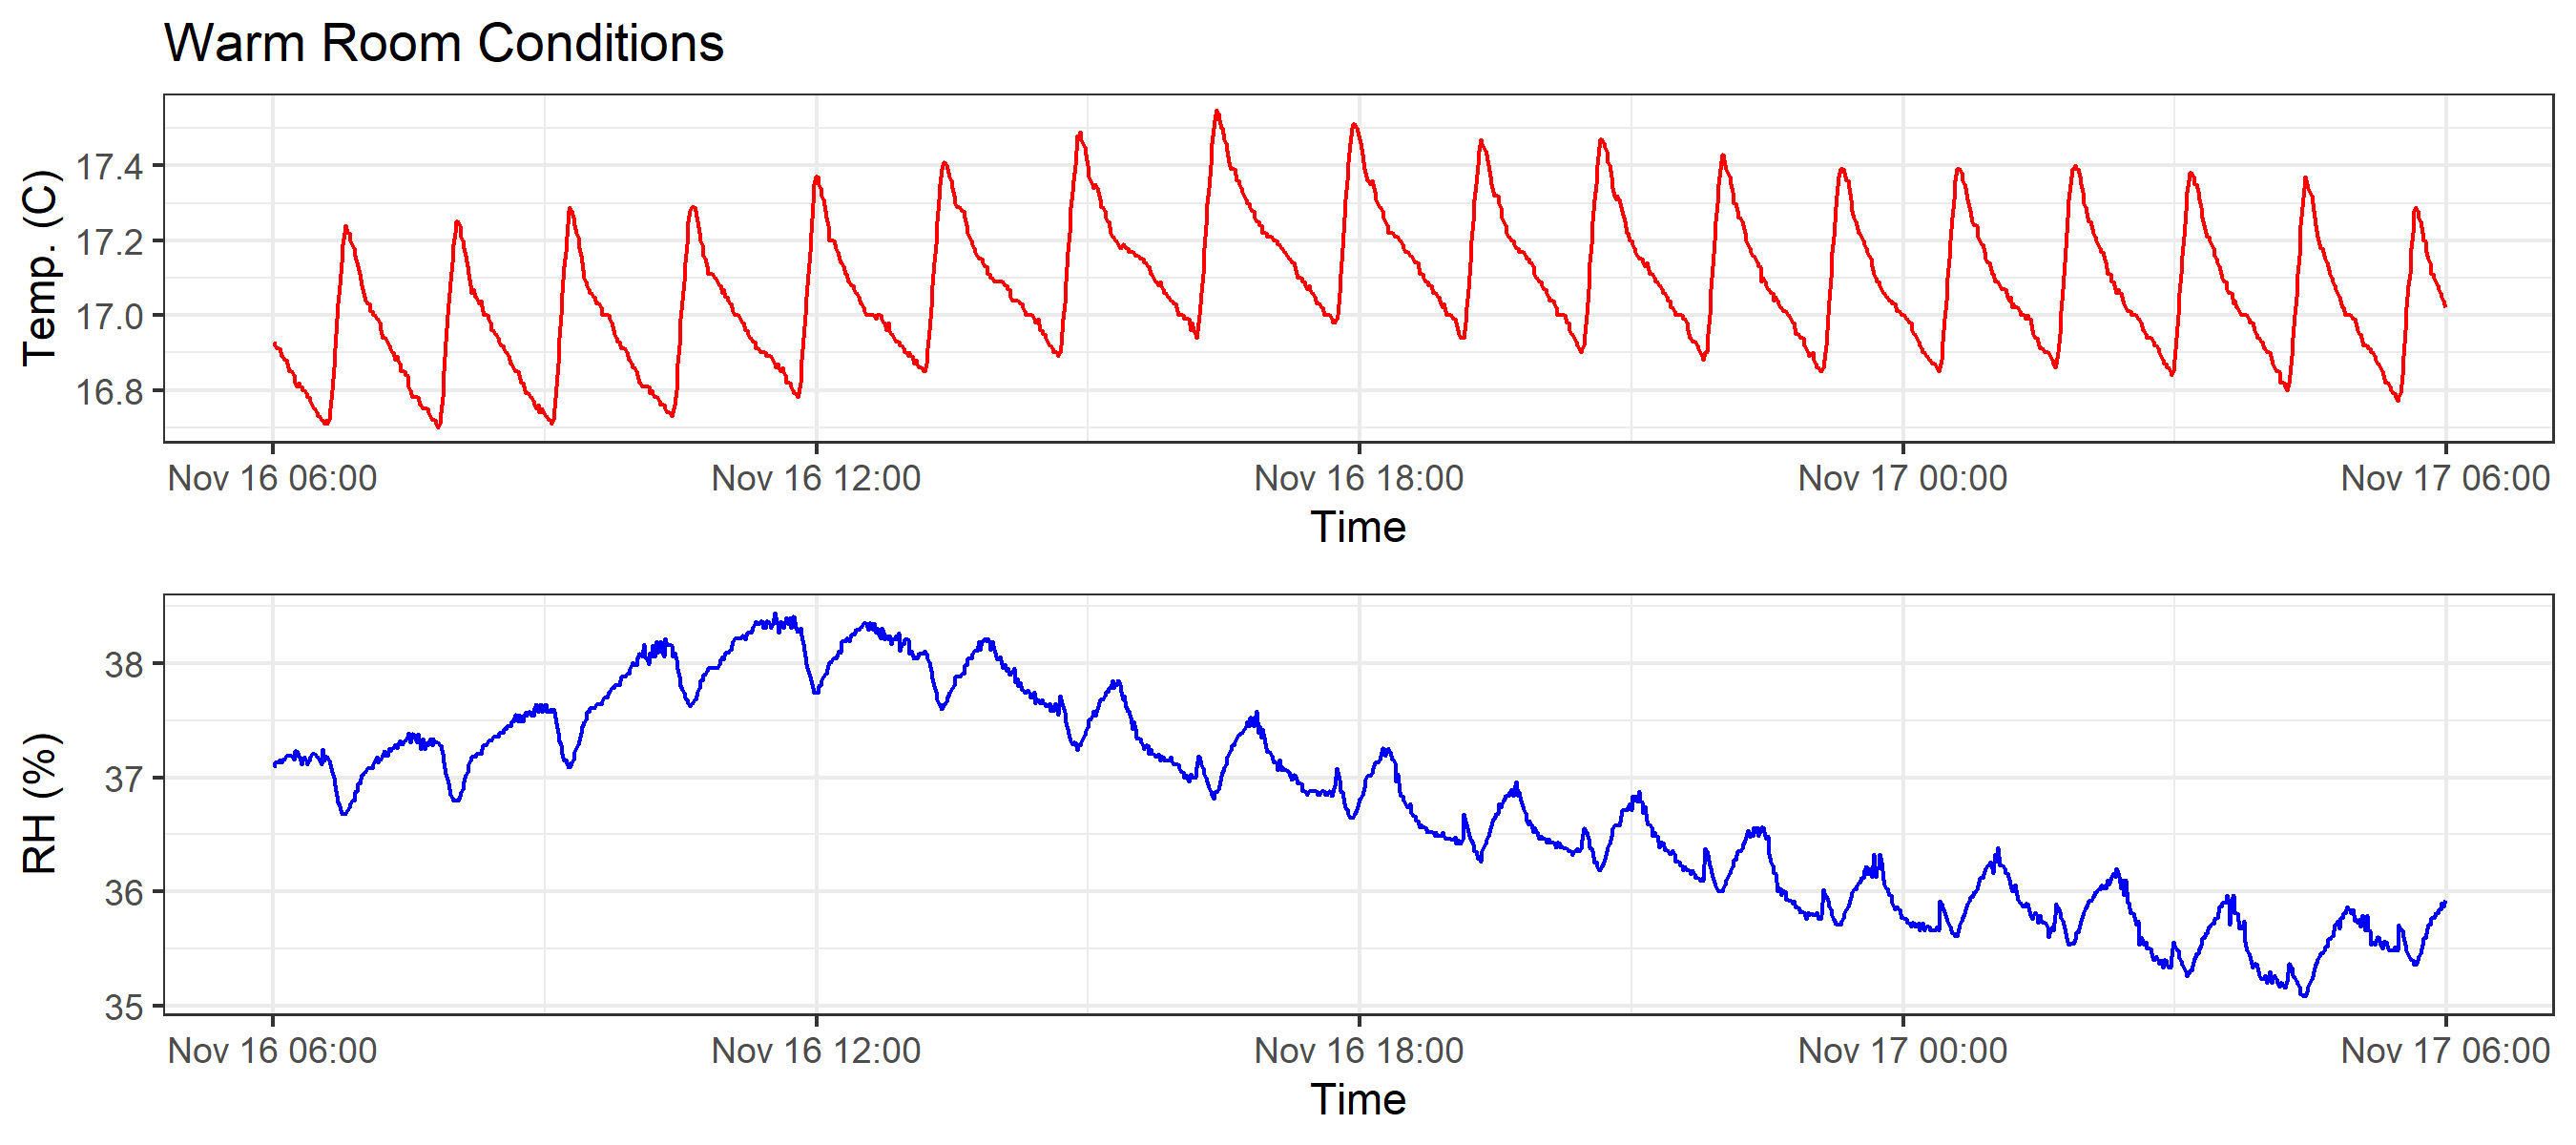 Warm Room Conditions
Temp. (C)
17.4
17.2
17.0
16.8
Nov 16 06:00 Nov 16 12:00 Nov 16 18:00 Nov 17 00:00 Nov 17 06:00
Time
RH (%)
38
37
36
35
Nov 16 06:00 Nov 16 12:00 Nov 16 18:00 Nov 17 00:00 Nov 17 06:00
Time